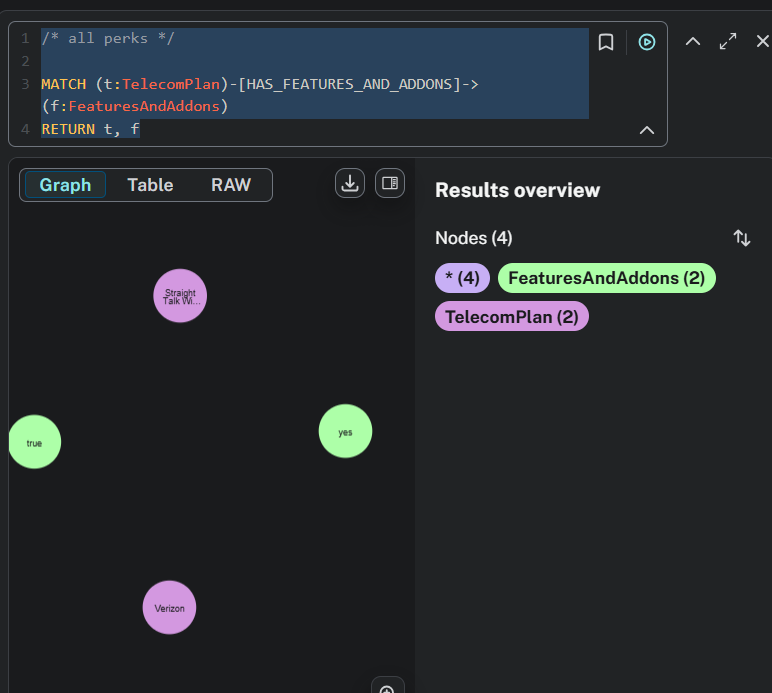 1 /* all perks */
2
3 MATCH (t:TelecomPlan)-[HAS_FEATURES_AND_ADDONS]->
(f:FeaturesAndAddons)
4 RETURN t, f
Graph Table RAW
Results overview
Nodes (4)
* (4) FeaturesAndAddons (2)
TelecomPlan (2)
Straight
Talk Wi...
true
yes
Verizon